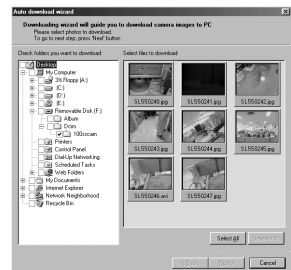 Auto download wizard
Downloading wizard will guide you to download camera images to PC
Please select photos to download.
To go to next step, press 'Next' button
Check folders you want to download:
Select files to download:
Desktop
My Computer
3½ Floppy (A:)
(C:)
(D:)
(E:)
Removable Disk (F:)
Album
Dcim
100sscam
Printers
Control Panel
Dial-Up Networking
Scheduled Tasks
Web Folders
My Documents
Internet Explorer
Network Neighborhood
Recycle Bin
SL550240.jpg
SL550241.jpg
SL550242.jpg
SL550243.jpg
SL550244.jpg
SL550245.jpg
SL550246.avi
SL550247.jpg
Select All
< Back
Next >
Cancel